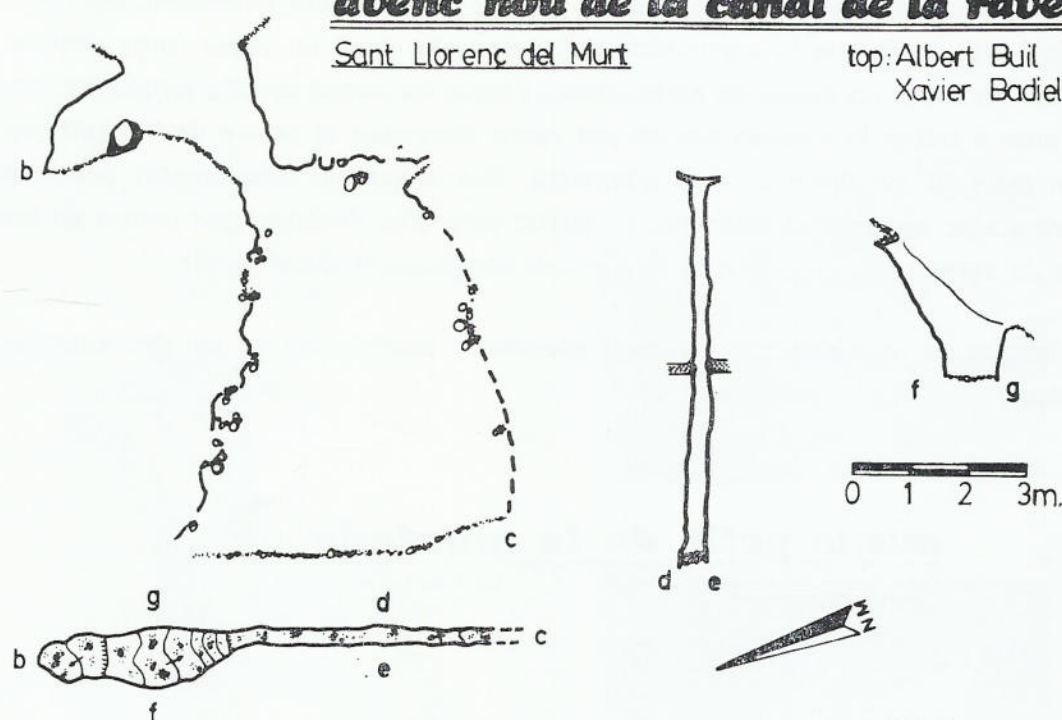 avenc nou de la canal de la
Sant Llorenç del Munt
top: Albert Buil
Xavier Badiel
b
c
d e
f g
0 1 2 3m.
g d
b c
e
f